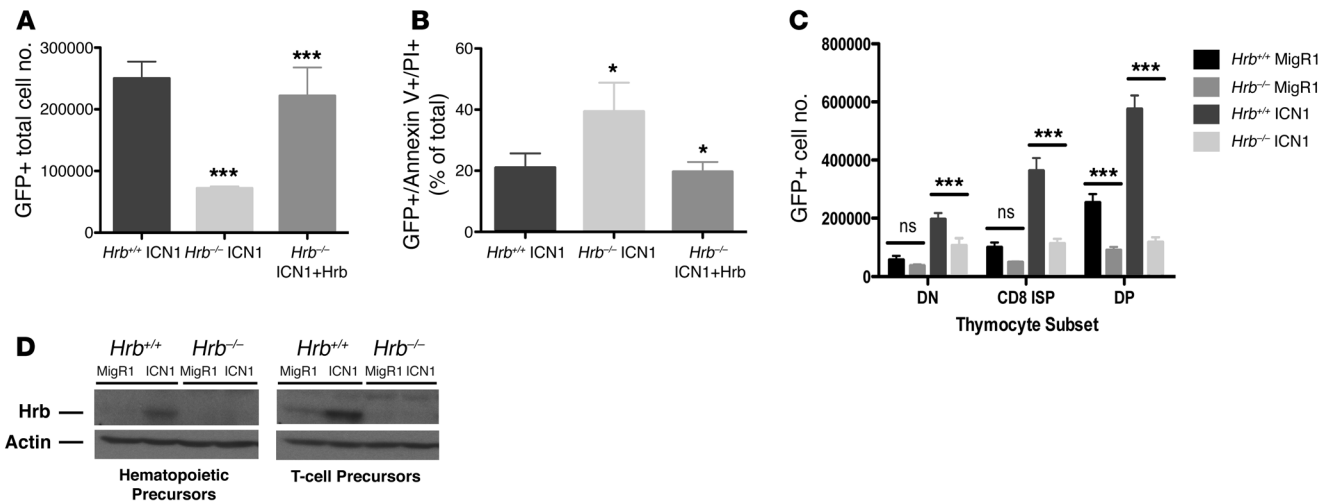 A
GFP+ total cell no.
300000
200000
100000
0
***
***
Hrb+/+ ICN1
Hrb–/– ICN1
Hrb–/–
ICN1+Hrb
B
GFP+/Annexin V+/PI+
(% of total)
60
40
20
0
*
*
Hrb+/+ ICN1
Hrb–/– ICN1
Hrb–/–
ICN1+Hrb
C
GFP+ cell no.
800000
600000
400000
200000
0
ns
***
ns
***
***
***
DN
CD8 ISP
DP
Thymocyte Subset
Hrb+/+ MigR1
Hrb–/– MigR1
Hrb+/+ ICN1
Hrb–/– ICN1
D
Hrb+/+
Hrb–/–
MigR1 ICN1 MigR1 ICN1
Hrb+/+
Hrb–/–
MigR1 ICN1 MigR1 ICN1
Hrb
Actin
Hematopoietic
Precursors
T-cell Precursors